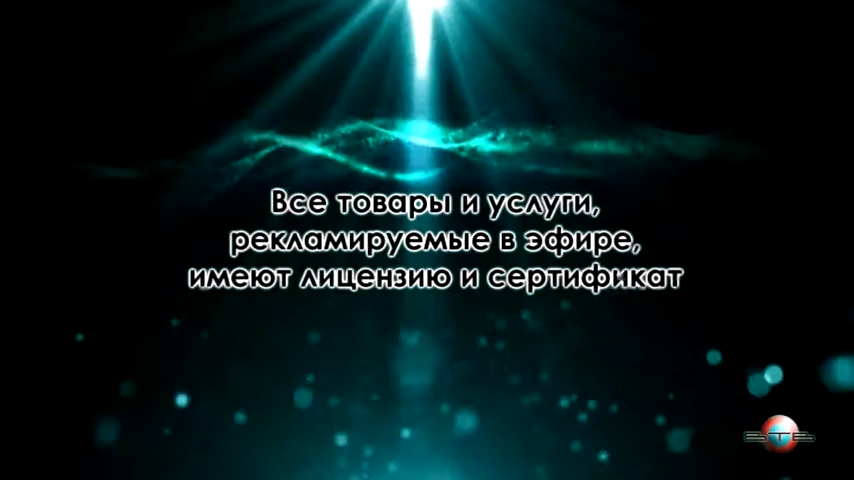 Все товары и услуги,
рекламируемые в эфире,
имеют лицензию и сертификат